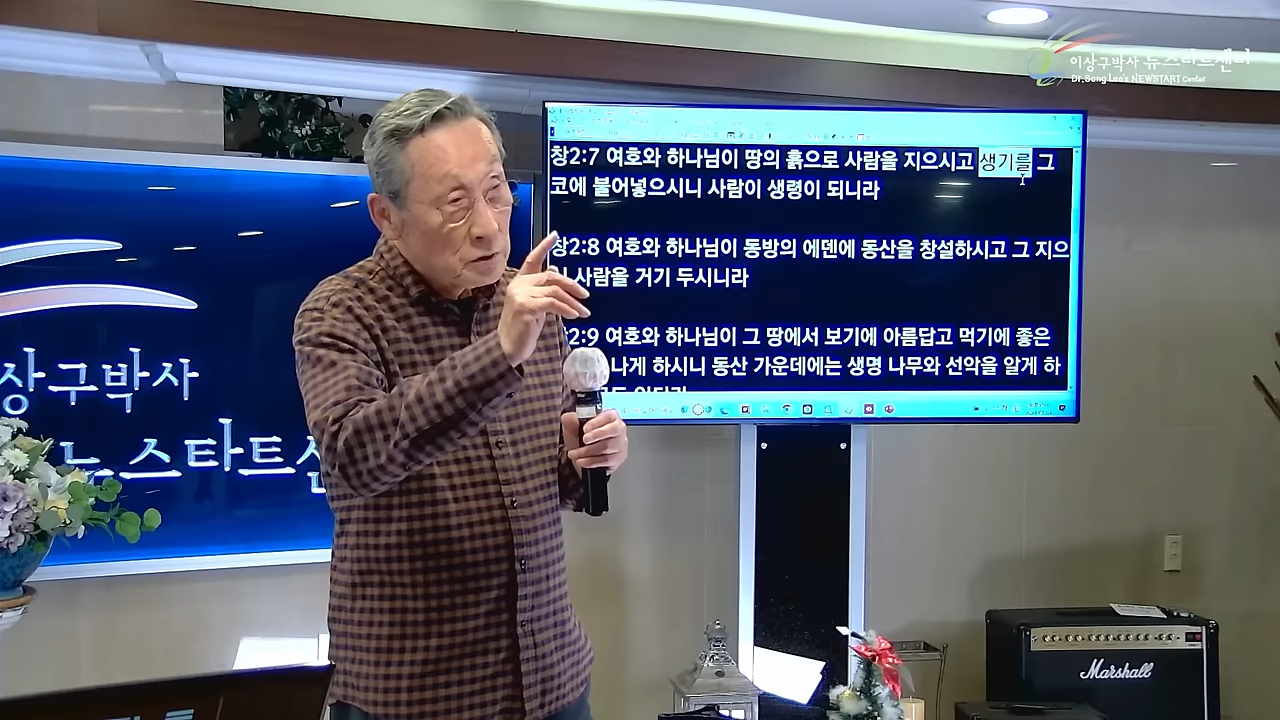 이상구박사 뉴스타트센터
Dr.Sang Lee's NEWSTART Center
창2:7 여호와 하나님이 땅의 흙으로 사람을 지으시고 생기를 그
코에 불어넣으시니 사람이 생령이 되니라
창2:8 여호와 하나님이 동방의 에덴에 동산을 창설하시고 그 지으
사람을 거기 두시니라
2:9 여호와 하나님이 그 땅에서 보기에 아름답고 먹기에 좋은
나게 하시니 동산 가운데에는 생명 나무와 선악을 알게 하
상구박사
뉴스타트센
Marshall